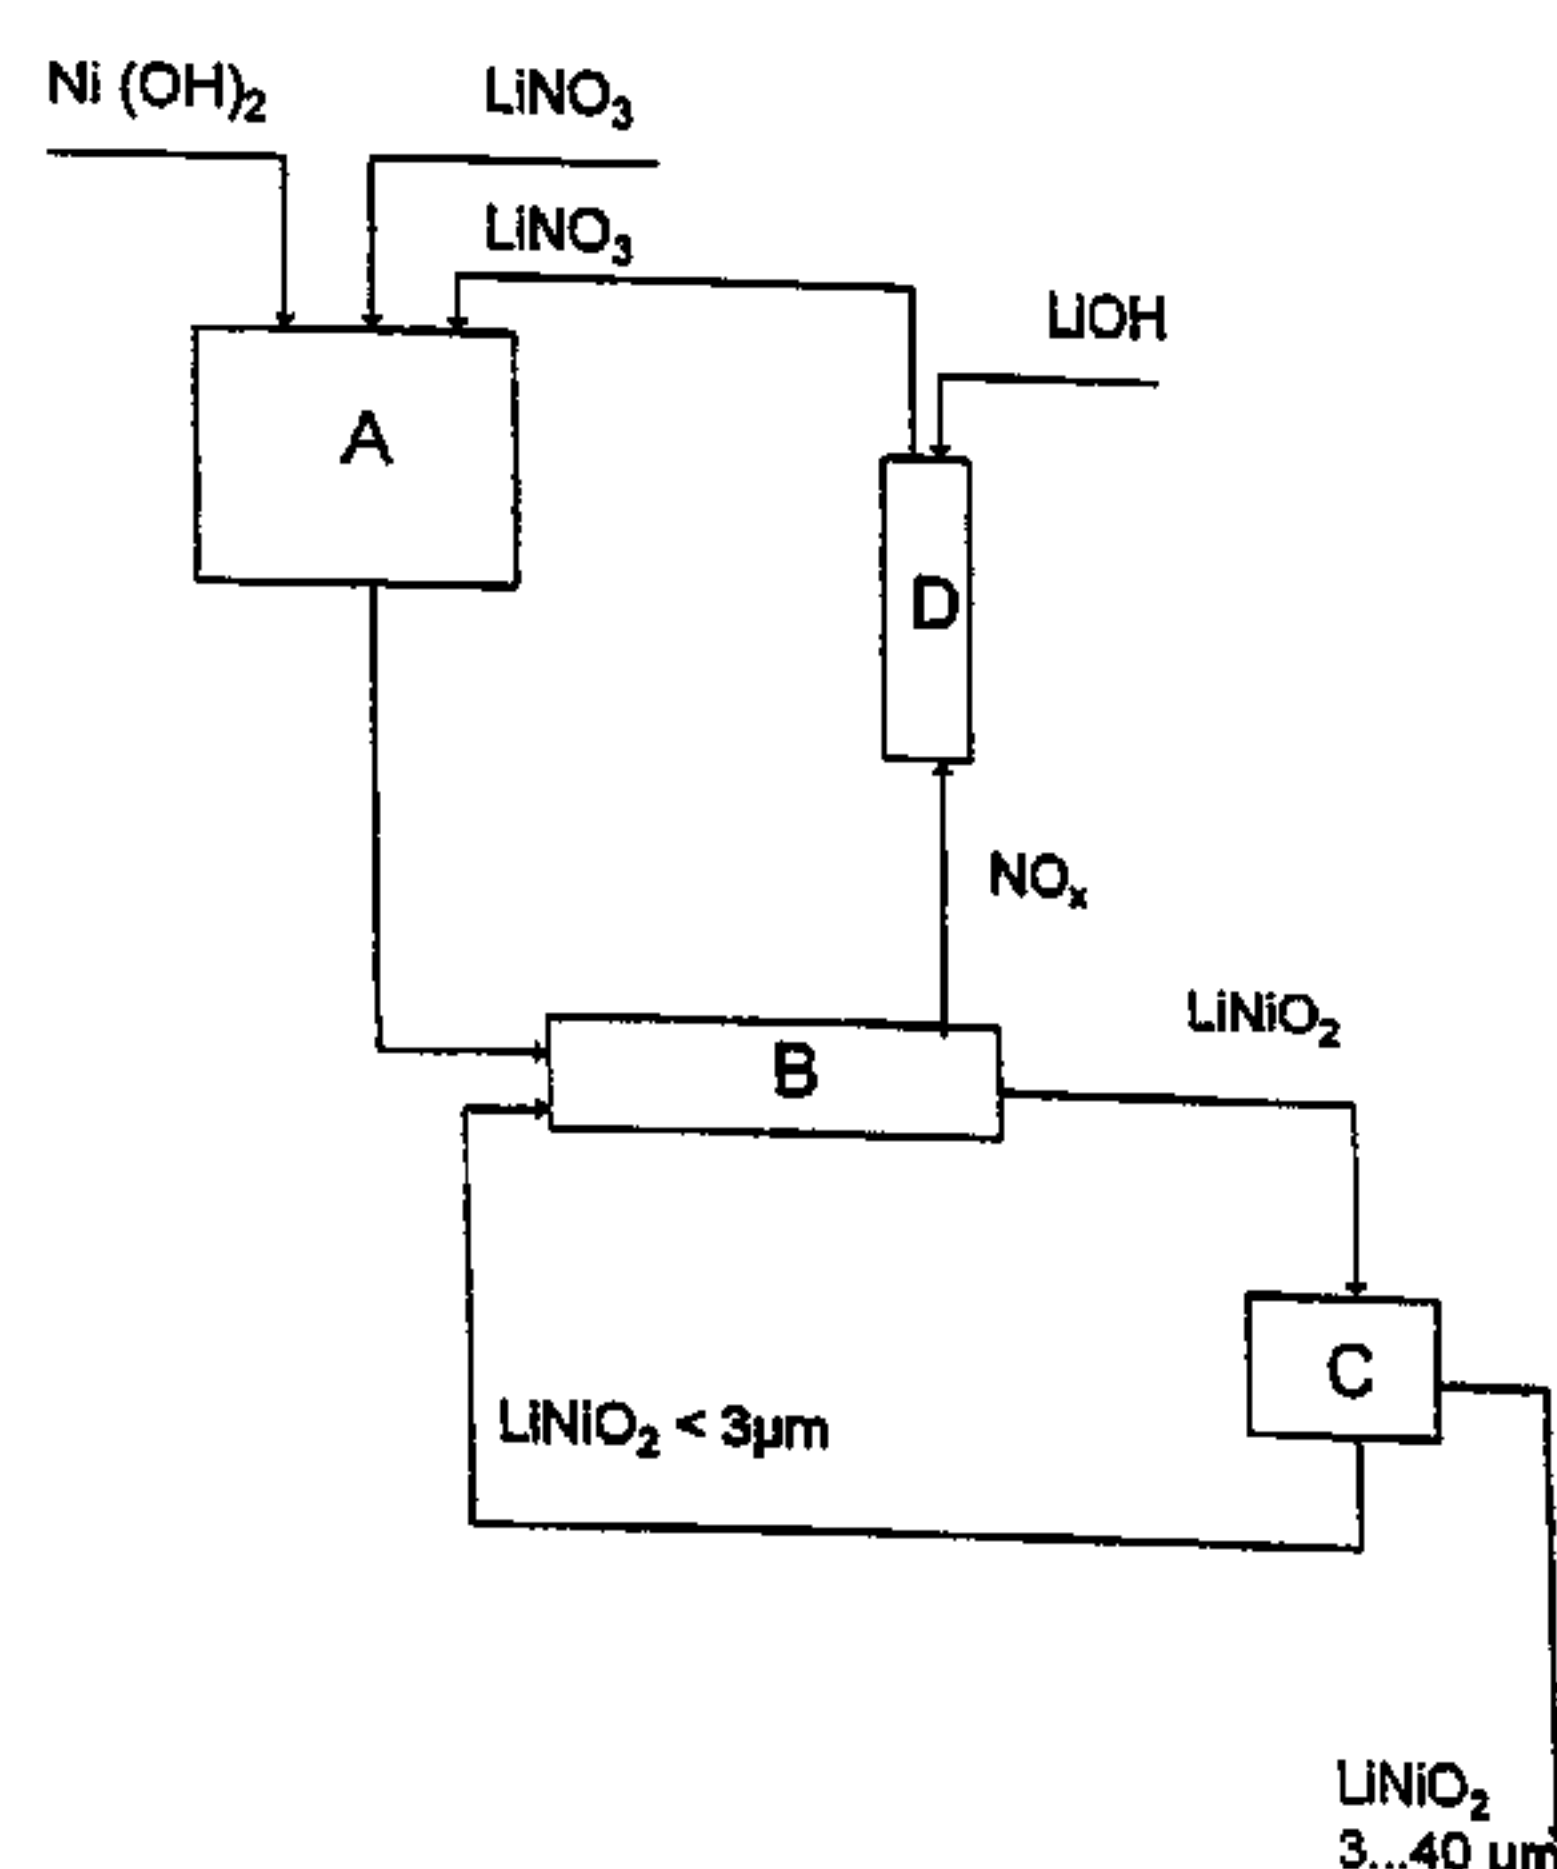 Ni (OH)₂
LiNO₃
LiNO₃
LiOH
A
D
NOₓ
LiNiO₂
B
C
LiNiO₂ < 3µm
LiNiO₂
3...40 µm